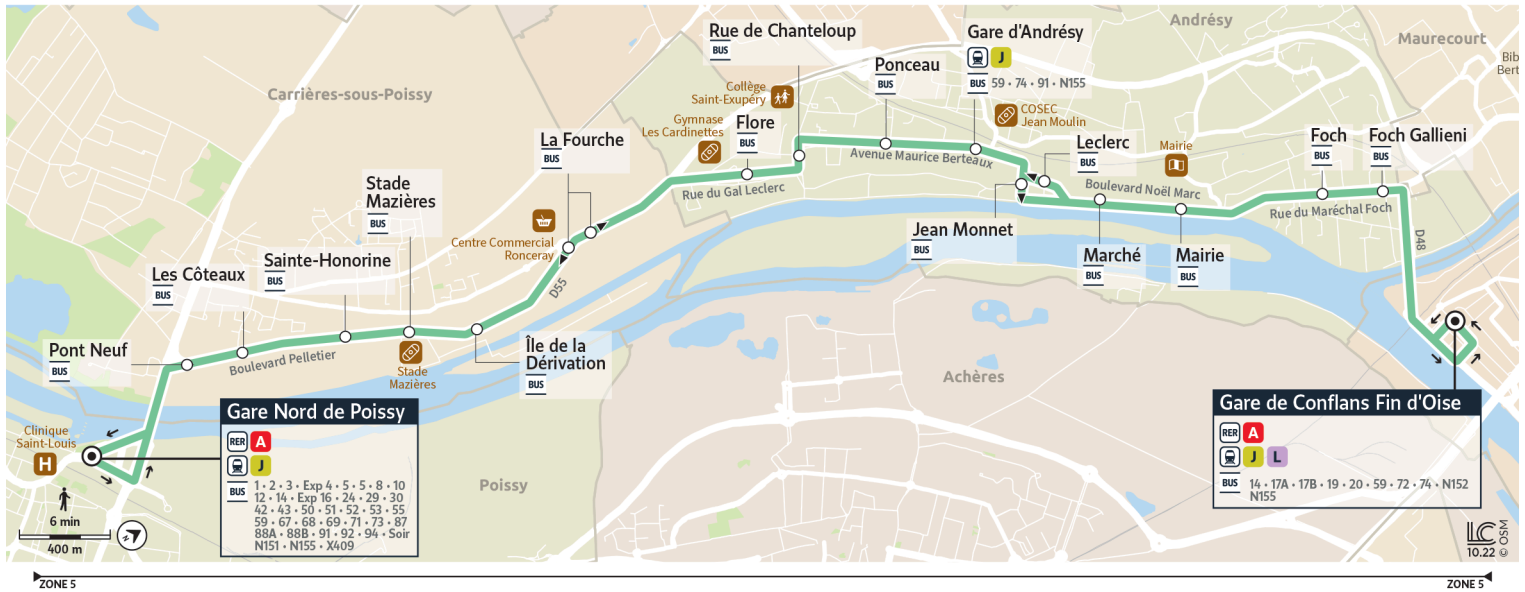 Andrésy
Maurecourt
Bib
Bert
Carrières-sous-Poissy
Rue de Chanteloup
BUS
Gare d'Andrésy
J
BUS 59 • 74 • 91 • N155
Ponceau
BUS
Collège
Saint-Exupéry
Gymnase
Les Cardinettes
Flore
BUS
COSEC
Jean Moulin
La Fourche
BUS
Leclerc
BUS
Mairie
Foch
BUS
Foch Gallieni
BUS
Avenue Maurice Berteaux
Rue du Gal Leclerc
Boulevard Noël Marc
Rue du Maréchal Foch
Stade
Mazières
BUS
Centre Commercial
Ronceray
Jean Monnet
BUS
Marché
BUS
Mairie
BUS
D48
Les Côteaux
BUS
Sainte-Honorine
BUS
D55
Pont Neuf
BUS
Boulevard Pelletier
Stade
Mazières
Île de la
Dérivation
BUS
Achères
Clinique
Saint-Louis
H
Gare Nord de Poissy
RER A
J
BUS 1 • 2 • 3 • Exp 4 • 5 • 5 • 8 • 10
12 • 14 • Exp 16 • 24 • 29 • 30
42 • 43 • 50 • 51 • 52 • 53 • 55
59 • 67 • 68 • 69 • 71 • 73 • 87
88A • 88B • 91 • 92 • 94 • Soir
N151 • N155 • X409
Poissy
Gare de Conflans Fin d'Oise
RER A
J L
BUS 14 • 17A • 17B • 19 • 20 • 59 • 72 • 74 • N152
N155
6 min
400 m
LC
10.22 © OSM
ZONE 5
ZONE 5